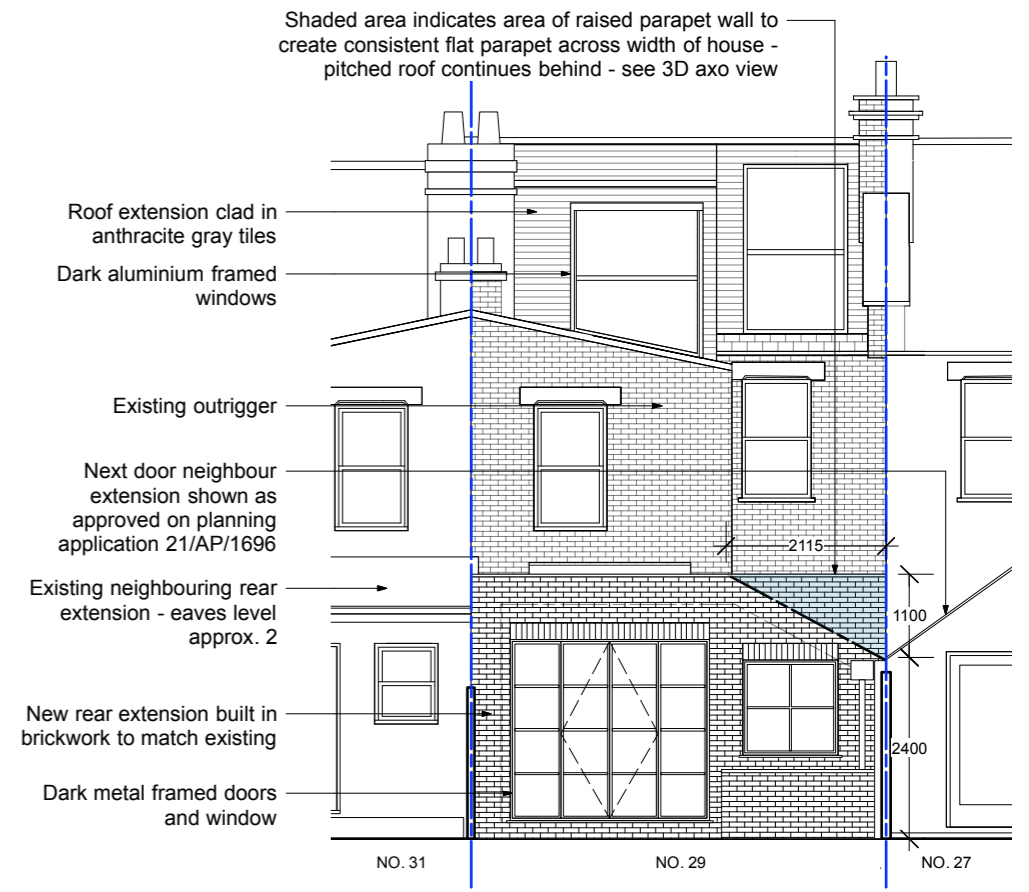 Shaded area indicates area of raised parapet wall to
create consistent flat parapet across width of house -
pitched roof continues behind - see 3D axo view
Roof extension clad in
anthracite gray tiles
Dark aluminium framed
windows
Existing outrigger
Next door neighbour
extension shown as
approved on planning
application 21/AP/1696
2115
Existing neighbouring rear
extension - eaves level
approx. 2
1100
New rear extension built in
brickwork to match existing
2400
Dark metal framed doors
and window
NO. 31
NO. 29
NO. 27